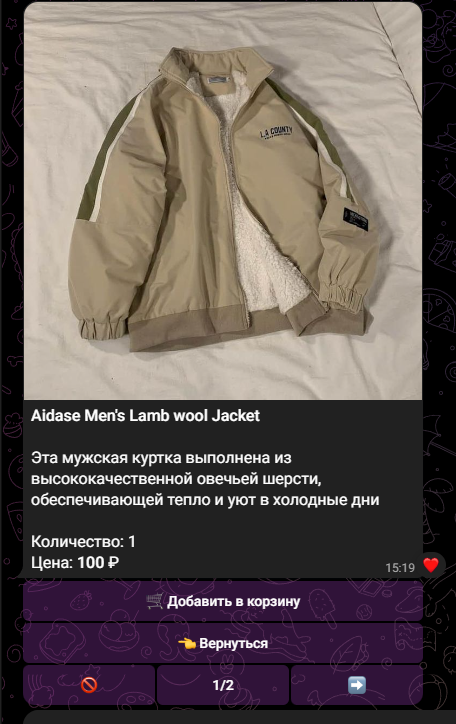 L.A COUNTY
Aidase Men's Lamb wool Jacket
Эта мужская куртка выполнена из
высококачественной овечьей шерсти,
обеспечивающей тепло и уют в холодные дни
Количество: 1
Цена: 100 ₽
15:19
🛒 Добавить в корзину
👈 Вернуться
🚫 1/2 ➡️